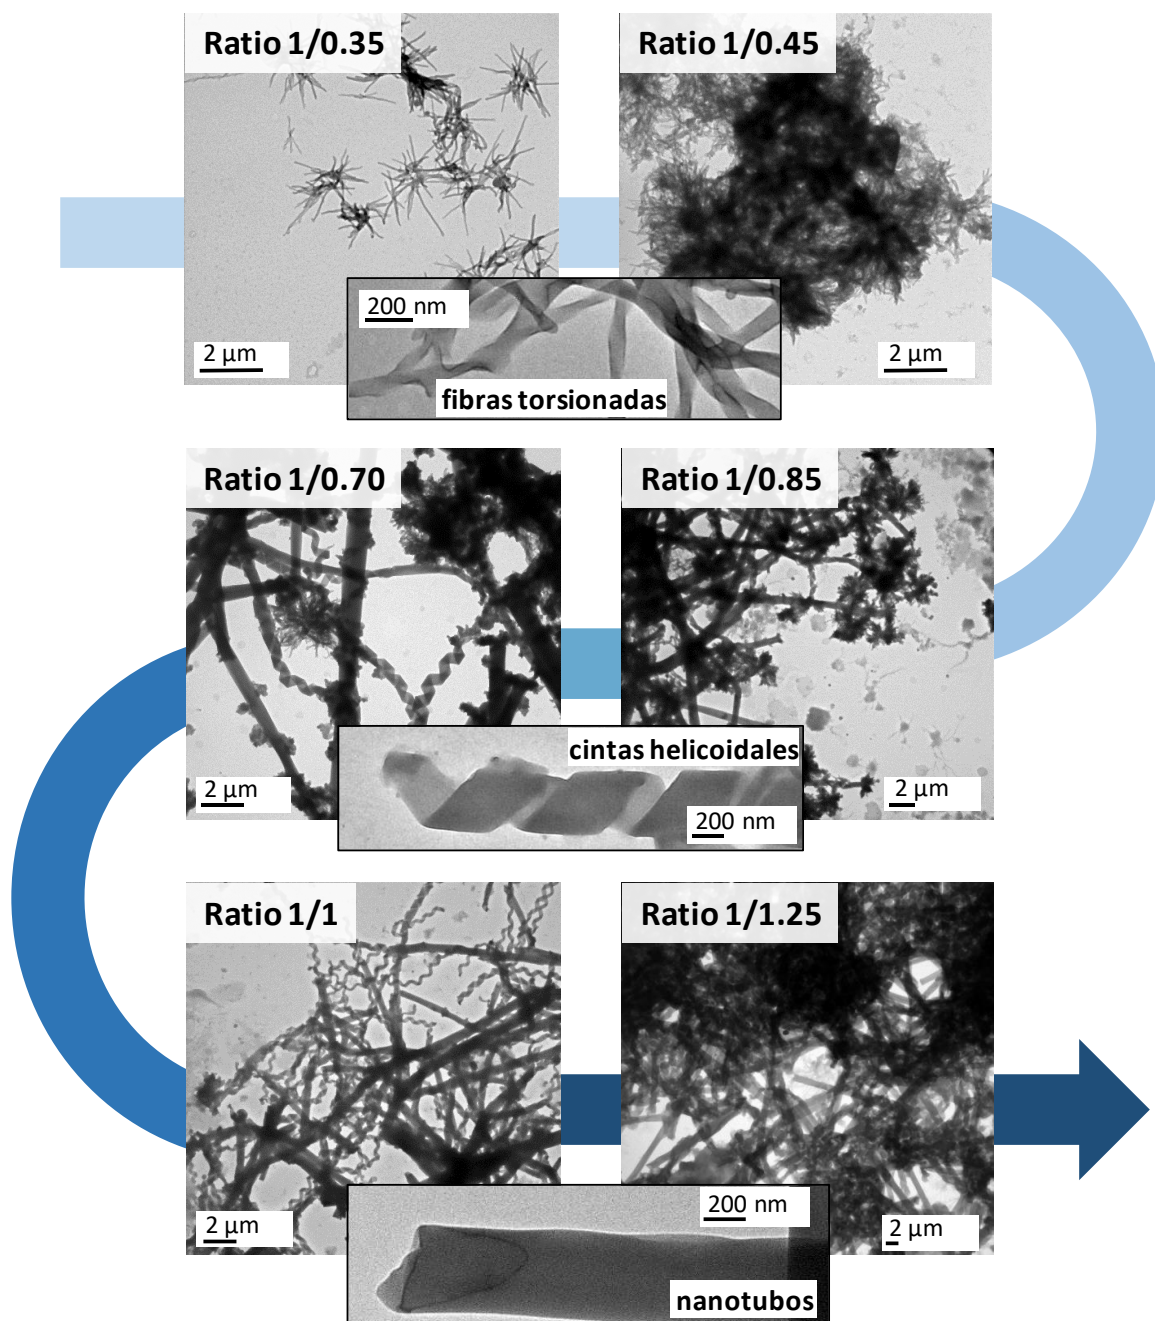 Ratio 1/0.35
Ratio 1/0.45
200 nm
2 µm
2 µm
fibras torsionadas
Ratio 1/0.70
Ratio 1/0.85
cintas helicoidales
2 µm
2 µm
200 nm
Ratio 1/1
Ratio 1/1.25
200 nm
2 µm
2 µm
nanotubos